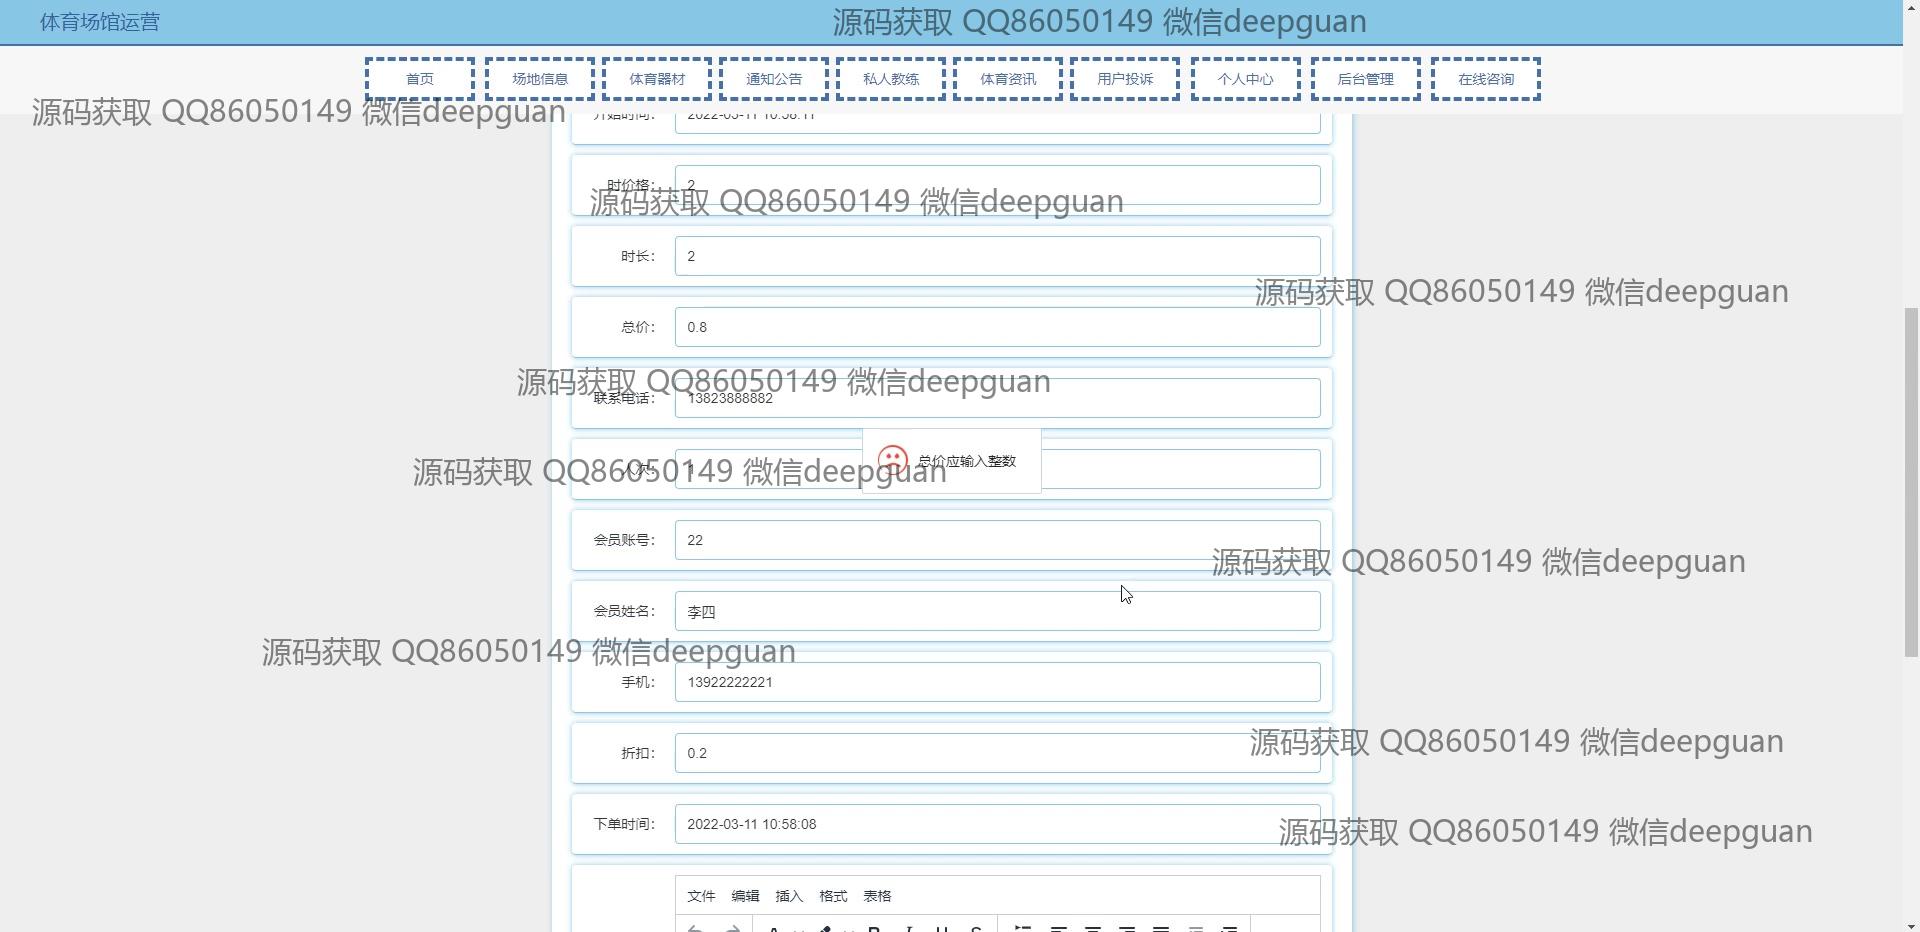 体育场馆运营
源码获取 QQ86050149 微信deepguan
首页 场地信息 体育器材 通知公告 私人教练 体育资讯 用户投诉 个人中心 后台管理 在线咨询
源码获取 QQ86050149 微信deepguan
开始时间： 2022-03-11 10:58:11
时价格： 2
源码获取 QQ86050149 微信deepguan
时长： 2
源码获取 QQ86050149 微信deepguan
总价： 0.8
源码获取 QQ86050149 微信deepguan
联系电话： 13823888882
总价应输入整数
人次： 1
源码获取 QQ86050149 微信deepguan
会员账号： 22
源码获取 QQ86050149 微信deepguan
会员姓名： 李四
源码获取 QQ86050149 微信deepguan
手机： 13922222221
源码获取 QQ86050149 微信deepguan
折扣： 0.2
下单时间： 2022-03-11 10:58:08
源码获取 QQ86050149 微信deepguan
文件 编辑 插入 格式 表格